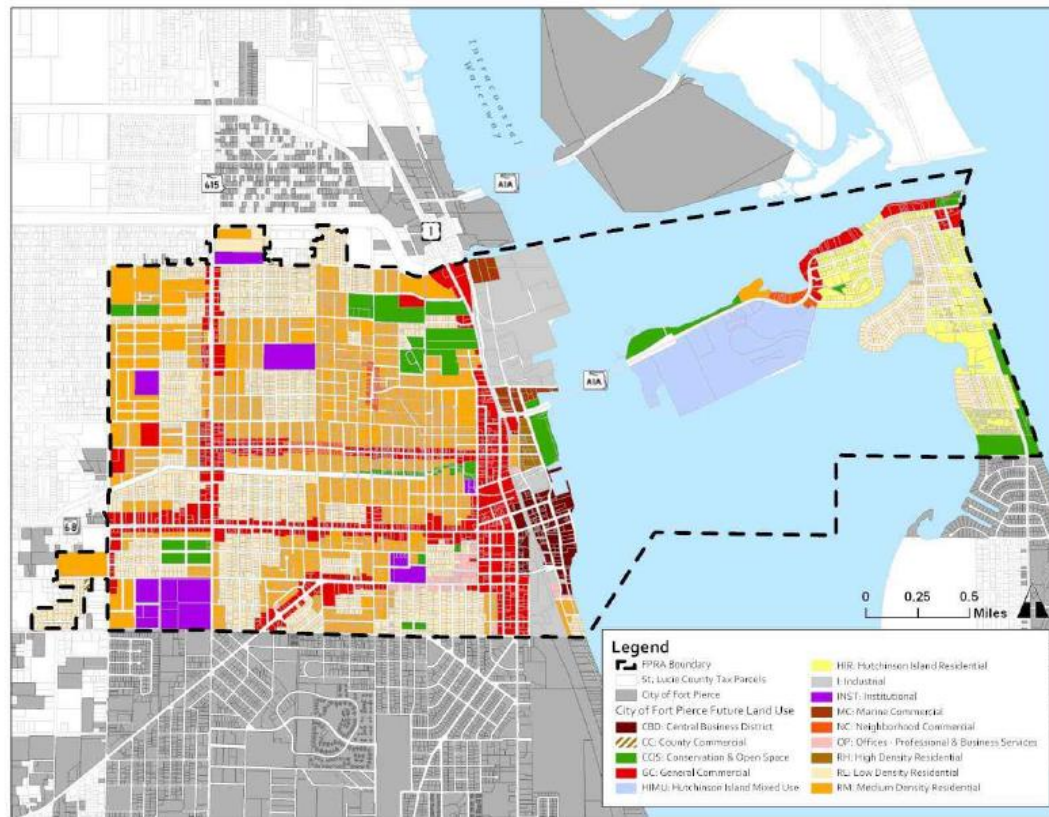 Intracoastal
Waterway
615
A1A
1
A1A
68
0 0.25 0.5
Miles
Legend
FPRA Boundary
St. Lucie County Tax Parcels
City of Fort Pierce
City of Fort Pierce Future Land Use
CBD: Central Business District
CC: County Commercial
COS: Conservation & Open Space
GC: General Commercial
HIMU: Hutchinson Island Mixed Use
HIR: Hutchinson Island Residential
I: Industrial
INST: Institutional
MC: Marine Commercial
NC: Neighborhood Commercial
OP: Offices - Professional & Business Services
RH: High Density Residential
RL: Low Density Residential
RM: Medium Density Residential